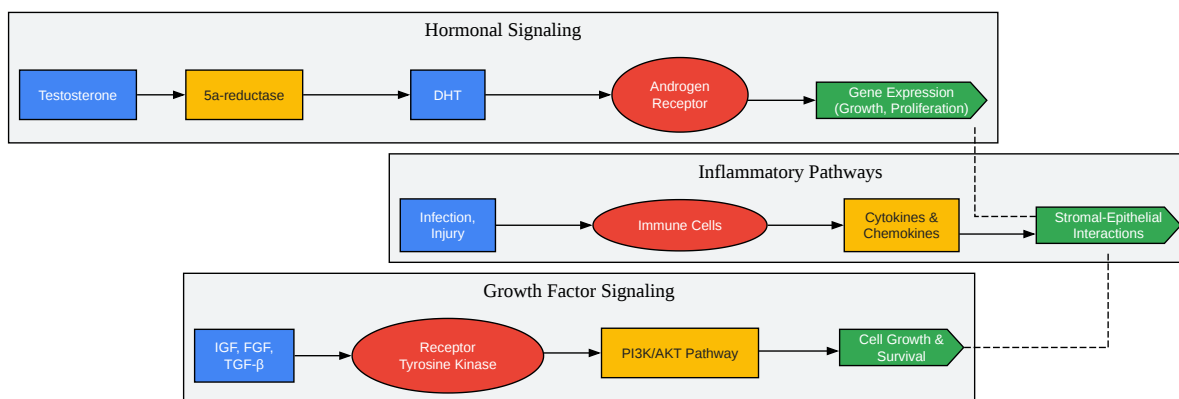 Hormonal Signaling
Testosterone
5a-reductase
DHT
Androgen
Receptor
Gene Expression
(Growth, Proliferation)
Inflammatory Pathways
Infection,
Injury
Immune Cells
Cytokines &
Chemokines
Stromal-Epithelial
Interactions
Growth Factor Signaling
IGF, FGF,
TGF-β
Receptor
Tyrosine Kinase
PI3K/AKT Pathway
Cell Growth &
Survival